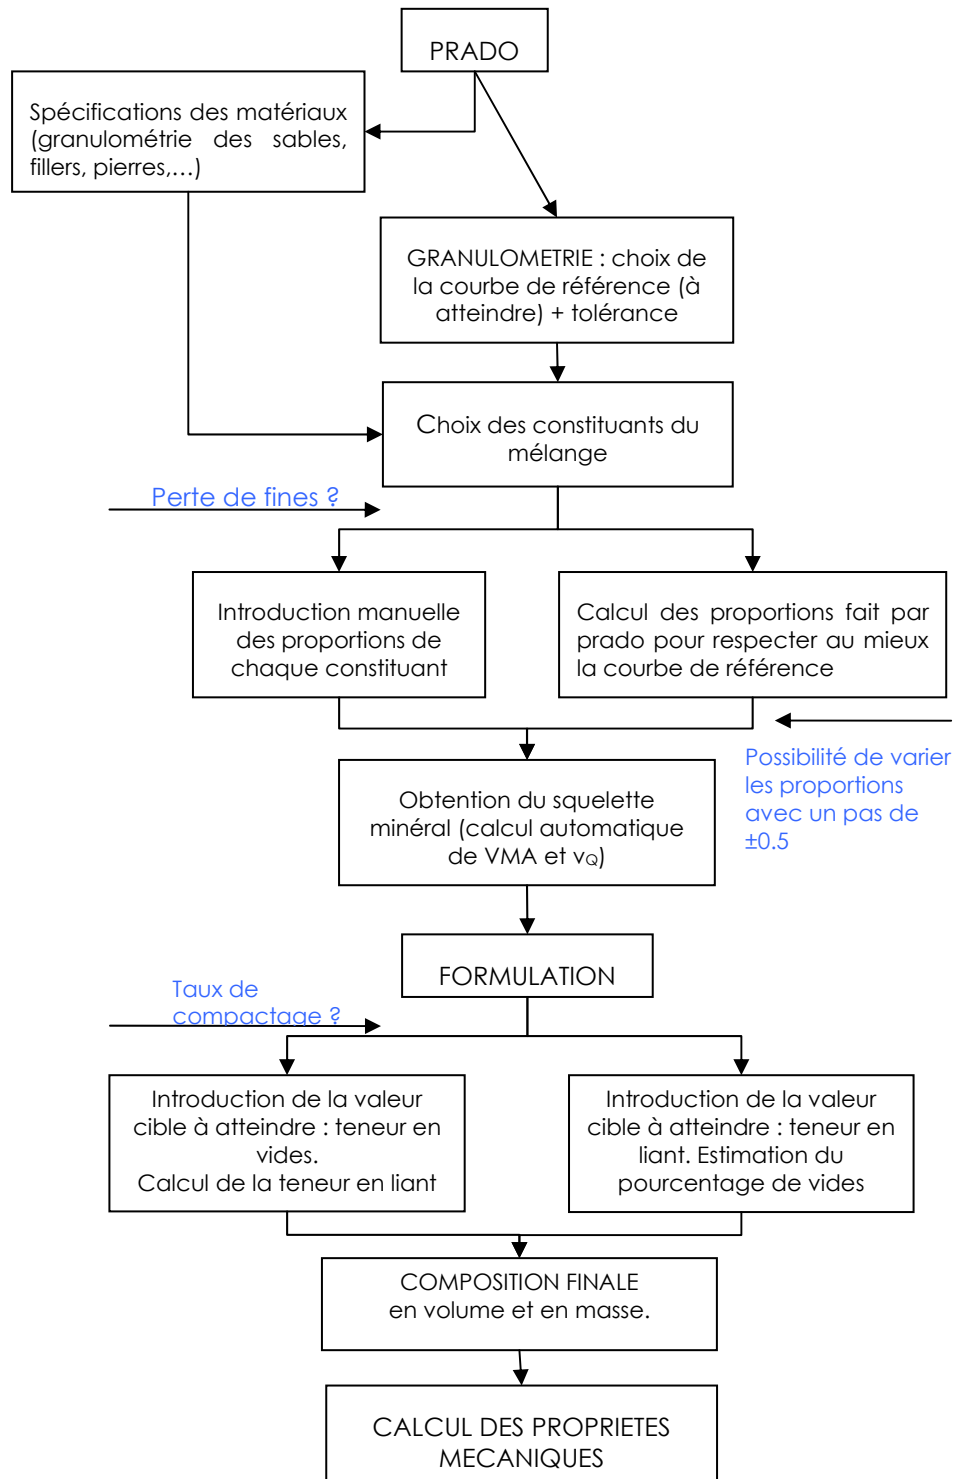 PRADO
Spécifications des matériaux
(granulométrie des sables,
fillers, pierres,…)
GRANULOMETRIE : choix de
la courbe de référence (à
atteindre) + tolérance
Choix des constituants du
mélange
Perte de fines ?
Introduction manuelle
des proportions de
chaque constituant
Calcul des proportions fait par
prado pour respecter au mieux
la courbe de référence
Possibilité de varier
les proportions
avec un pas de
±0.5
Obtention du squelette
minéral (calcul automatique
de VMA et vQ)
FORMULATION
Taux de
compactage ?
Introduction de la valeur
cible à atteindre : teneur en
vides.
Calcul de la teneur en liant
Introduction de la valeur
cible à atteindre : teneur en
liant. Estimation du
pourcentage de vides
COMPOSITION FINALE
en volume et en masse.
CALCUL DES PROPRIETES
MECANIQUES